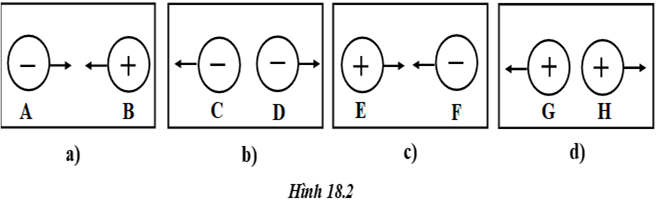 − + − − + − + +
A B C D E F G H
a) b) c) d)
Hình 18.2